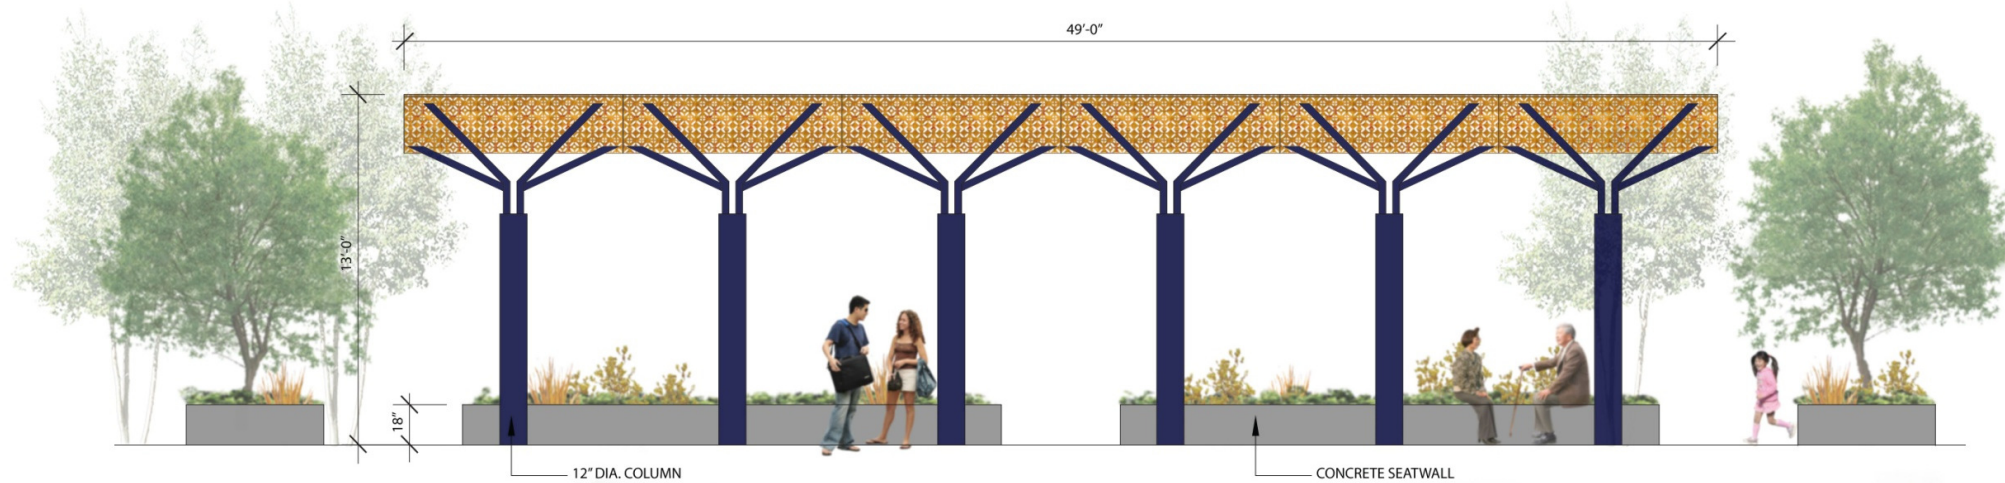 49'-0"
13'-0"
18"
12" DIA. COLUMN
CONCRETE SEATWALL